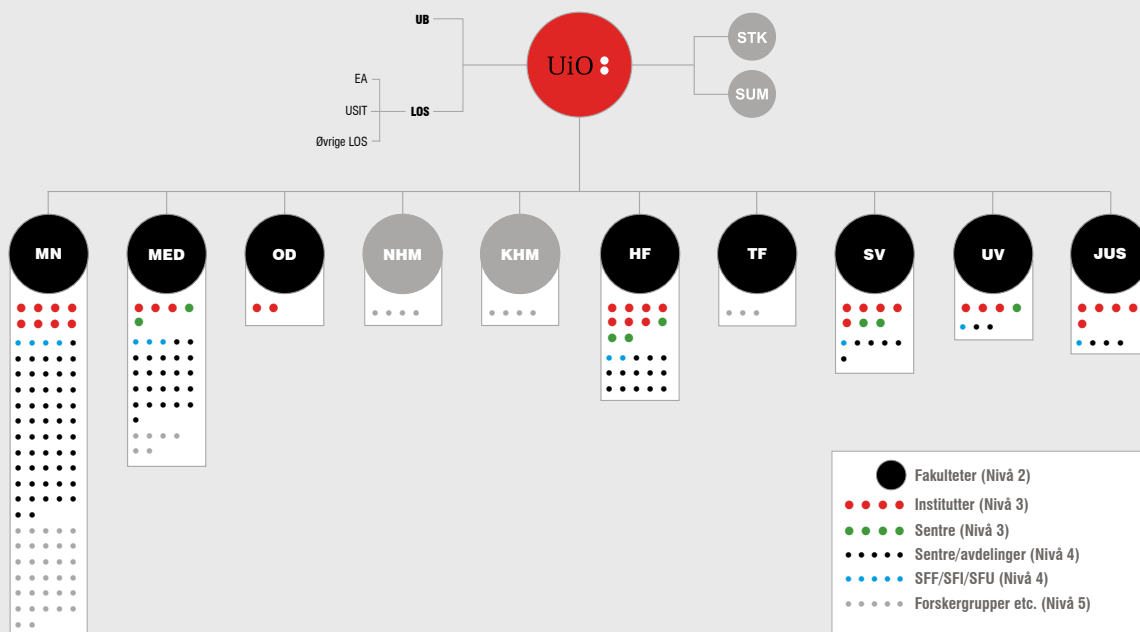 UB
UiO
STK
EA
SUM
USIT
LOS
Øvrige LOS
MN
MED
OD
NHM
KHM
HF
TF
SV
UV
JUS
Fakulteter (Nivå 2)
Institutter (Nivå 3)
Sentre (Nivå 3)
Sentre/avdelinger (Nivå 4)
SFF/SFI/SFU (Nivå 4)
Forskergrupper etc. (Nivå 5)